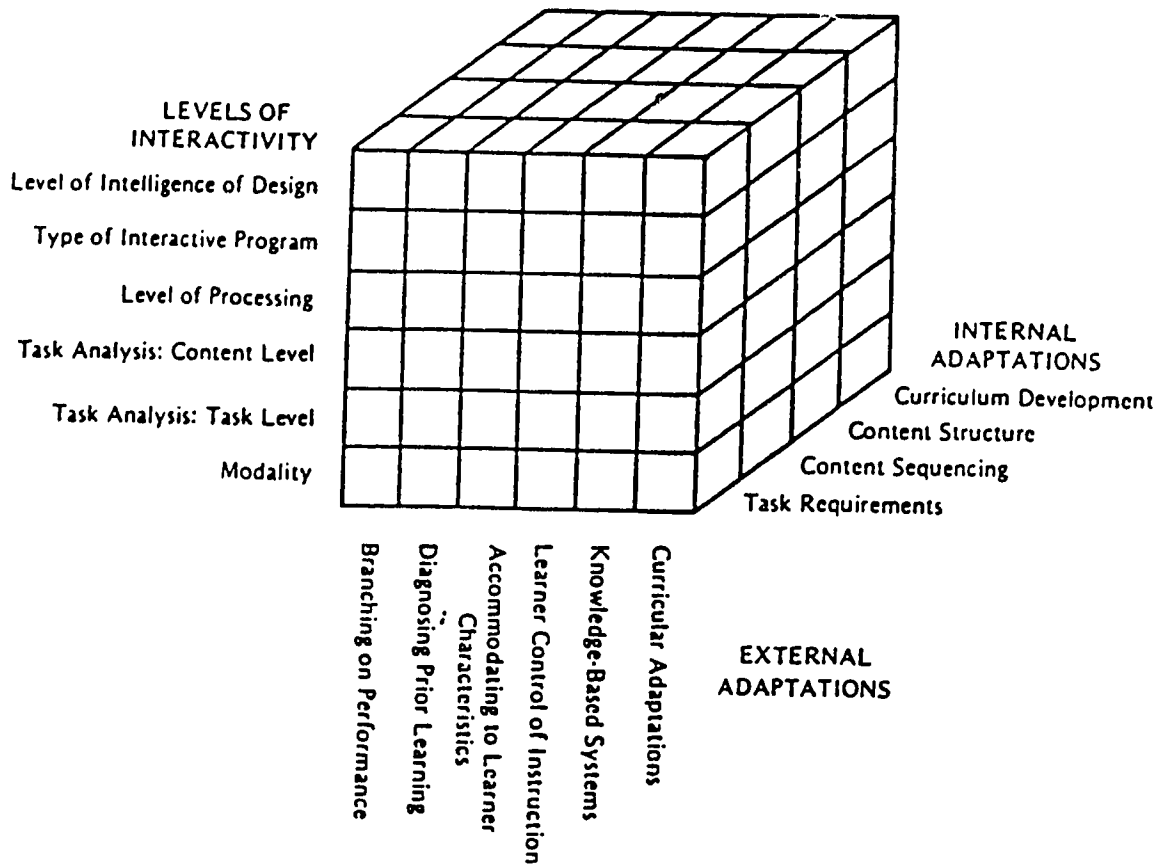 LEVELS OF
INTERACTIVITY
Level of Intelligence of Design
Type of Interactive Program
Level of Processing
Task Analysis: Content Level
Task Analysis: Task Level
Modality
INTERNAL
ADAPTATIONS
Curriculum Development
Content Structure
Content Sequencing
Task Requirements
Branching on Performance
Diagnosing Prior Learning
Accommodating to Learner
Characteristics
Learner Control of Instruction
Knowledge-Based Systems
Curricular Adaptations
EXTERNAL
ADAPTATIONS